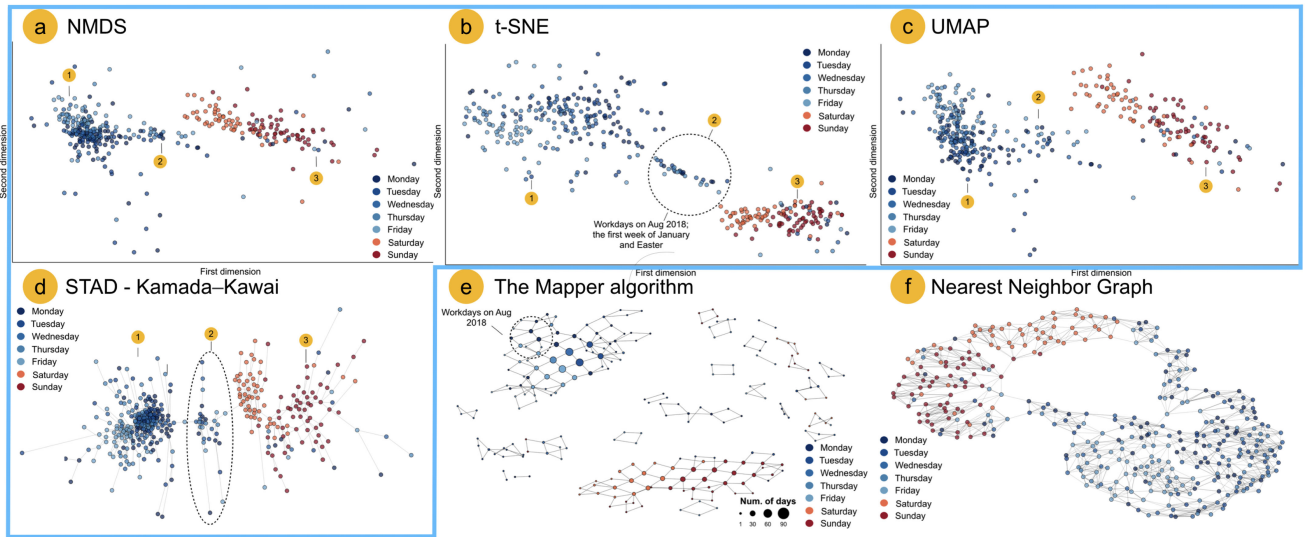 a NMDS
1
2
3
Monday
Tuesday
Wednesday
Thursday
Friday
Saturday
Sunday
Second dimension
First dimension
b t-SNE
Monday
Tuesday
Wednesday
Thursday
Friday
Saturday
Sunday
2
1
3
Workdays on Aug 2018;
the first week of January
and Easter
Second dimension
First dimension
c UMAP
2
1
3
Monday
Tuesday
Wednesday
Thursday
Friday
Saturday
Sunday
Second dimension
First dimension
d STAD - Kamada–Kawai
Monday
Tuesday
Wednesday
Thursday
Friday
Saturday
Sunday
1
2
3
e The Mapper algorithm
Workdays on Aug
2018
Num. of days
1 30 60 90
Monday
Tuesday
Wednesday
Thursday
Friday
Saturday
Sunday
f Nearest Neighbor Graph
Monday
Tuesday
Wednesday
Thursday
Friday
Saturday
Sunday